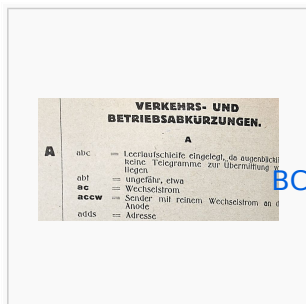 VERKEHRS- UND
BETRIEBSABKÜRZUNGEN.
A
A
abc = Leerlaufschleife eingelegt, da augenblickli
keine Telegramme zur Übermittlung w
liegen
abt = ungefähr, etwa
ac = Wechselstrom
accw = Sender mit reinem Wechselstrom an d
Anode
adds = Adresse
BC